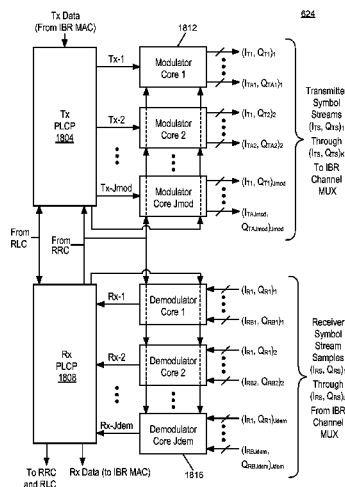 Tx Data
(From IBR MAC)
624
1812
Tx
PLCP
1804
Tx-1
Modulator
Core 1
(IT1, QT1)1
(ITA1, QTA1)1
Tx-2
Modulator
Core 2
(IT1, QT2)2
(ITA2, QTA2)2
Tx-Jmod
Modulator
Core Jmod
(IT1, QT1)Jmod
(ITAJmod,
QTAJmod)Jmod
Transmitter
Symbol
Streams
(ITS, QTS)1
Through
(ITS, QTS)K
To IBR
Channel
MUX
From
RLC
From
RRC
Rx
PLCP
1808
Rx-1
Demodulator
Core 1
(IR1, QR1)1
(IRB1, QRB1)1
Rx-2
Demodulator
Core 2
(IR1, QR1)2
(IRB2, QRB2)2
Rx-Jdem
Demodulator
Core Jdem
(IR1, QR1)Jdem
(IRBJdem,
QRBJdem)Jdem
Receiver
Symbol
Stream
Samples
(IRS, QRS)1
Through
(IRS, QRS)
From IBR
Channel
MUX
To RRC
and RLC
Rx Data (to IBR MAC)
1816